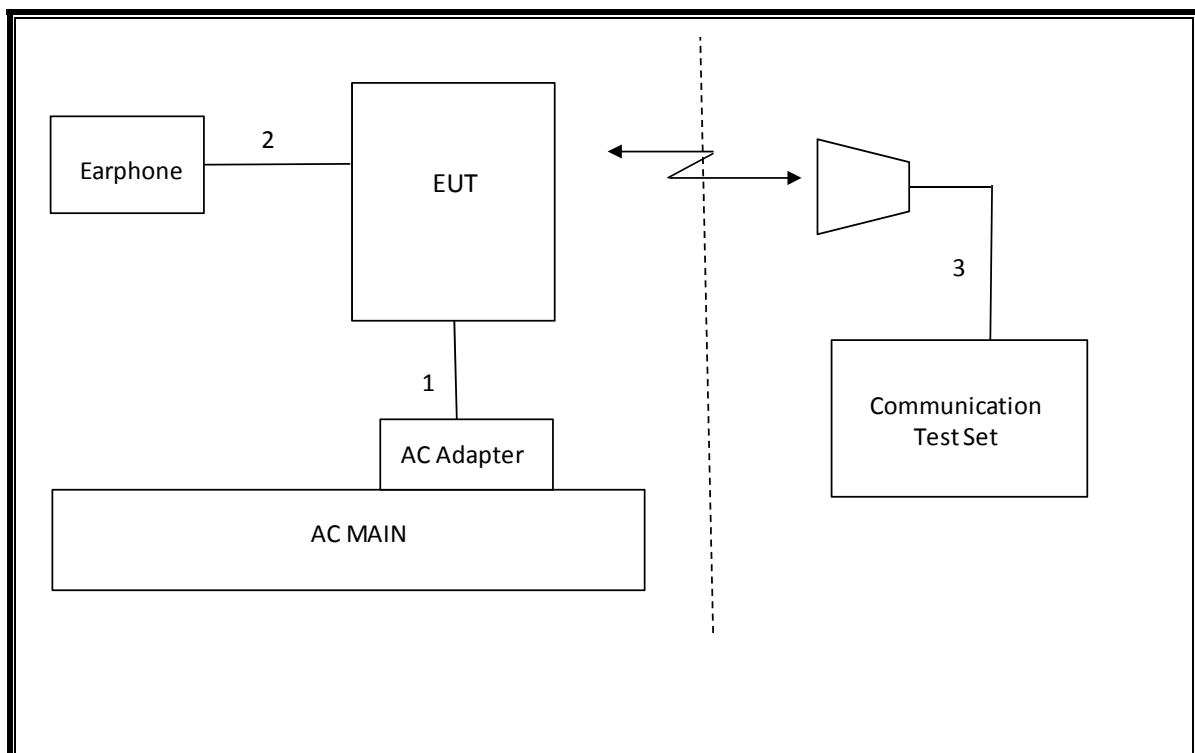 2
Earphone
EUT
3
1
Communication
Test Set
AC Adapter
AC MAIN